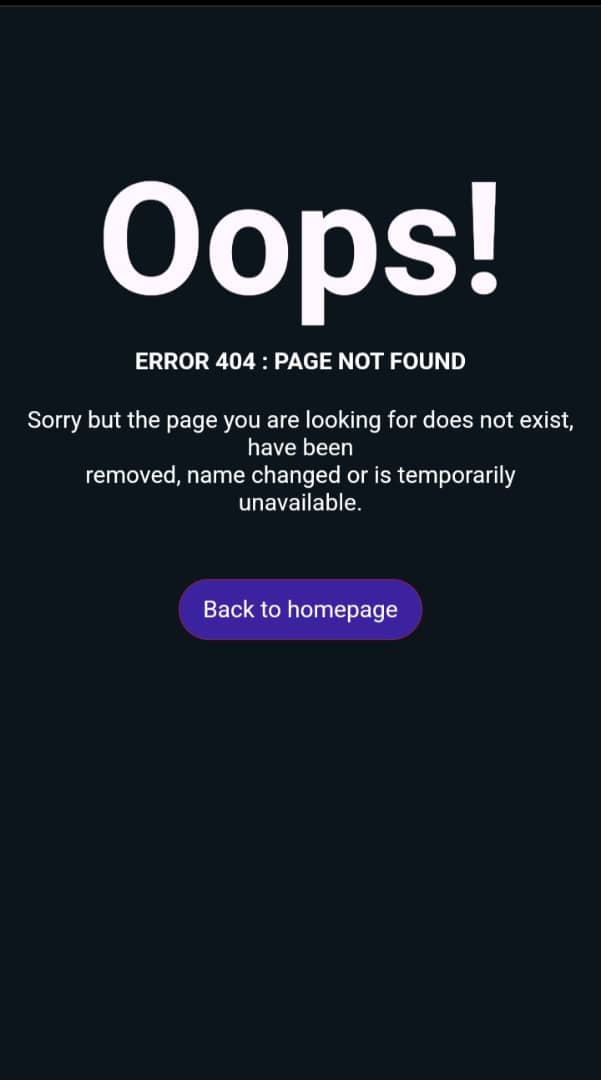 Oops!
ERROR 404 : PAGE NOT FOUND
Sorry but the page you are looking for does not exist,
have been
removed, name changed or is temporarily
unavailable.
Back to homepage